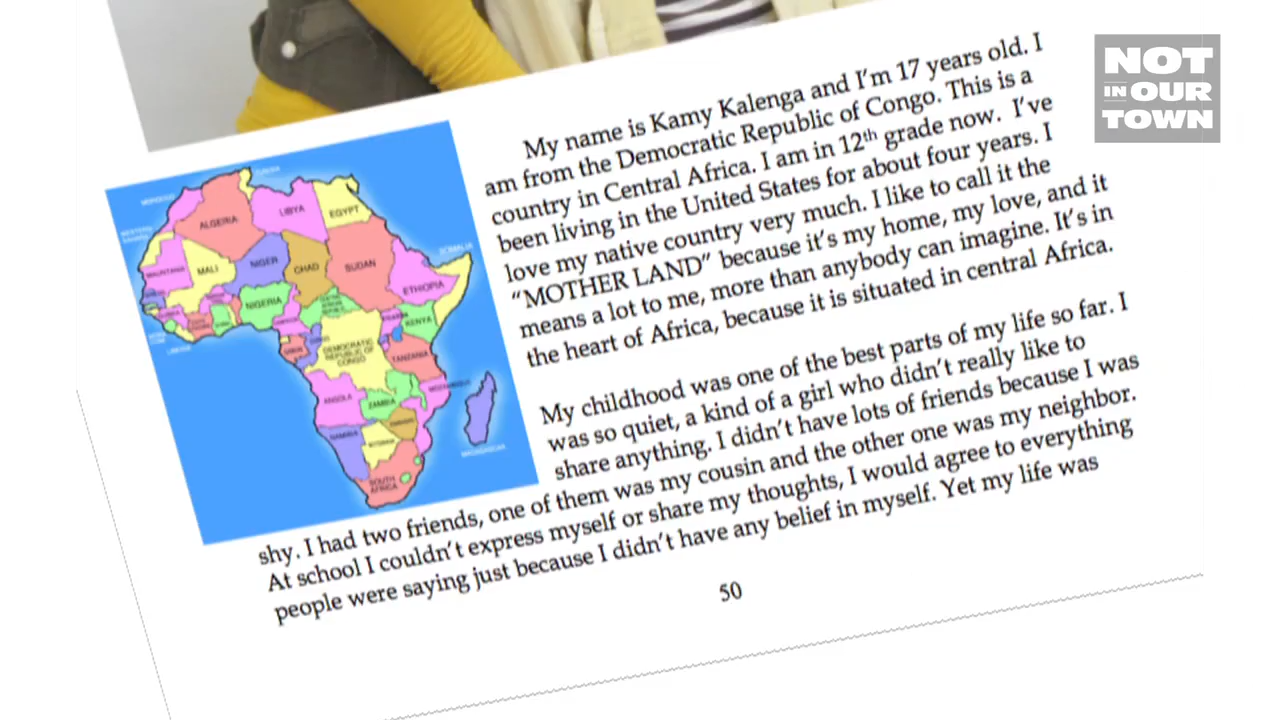 NOT
IN OUR
TOWN
My name is Kamy Kalenga and I'm 17 years old. I
am from the Democratic Republic of Congo. This is a
country in Central Africa. I am in 12th grade now. I've
been living in the United States for about four years. I
love my native country very much. I like to call it the
"MOTHER LAND" because it's my home, my love, and it
means a lot to me, more than anybody can imagine. It's in
the heart of Africa, because it is situated in central Africa.
My childhood was one of the best parts of my life so far. I
was so quiet, a kind of a girl who didn't really like to
share anything. I didn't have lots of friends because I was
shy. I had two friends, one of them was my cousin and the other one was my neighbor.
At school I couldn't express myself or share my thoughts, I would agree to everything
people were saying just because I didn't have any belief in myself. Yet my life was
50
ALGERIA
LIBYA
EGYPT
MAURITANIA
MALI
NIGER
CHAD
SUDAN
SOMALIA
ETHIOPIA
NIGERIA
KENYA
DEMOCRATIC
REPUBLIC OF
CONGO
TANZANIA
ANGOLA
ZAMBIA
MOZAMBIQUE
NAMIBIA
MADAGASCAR
SOUTH
AFRICA